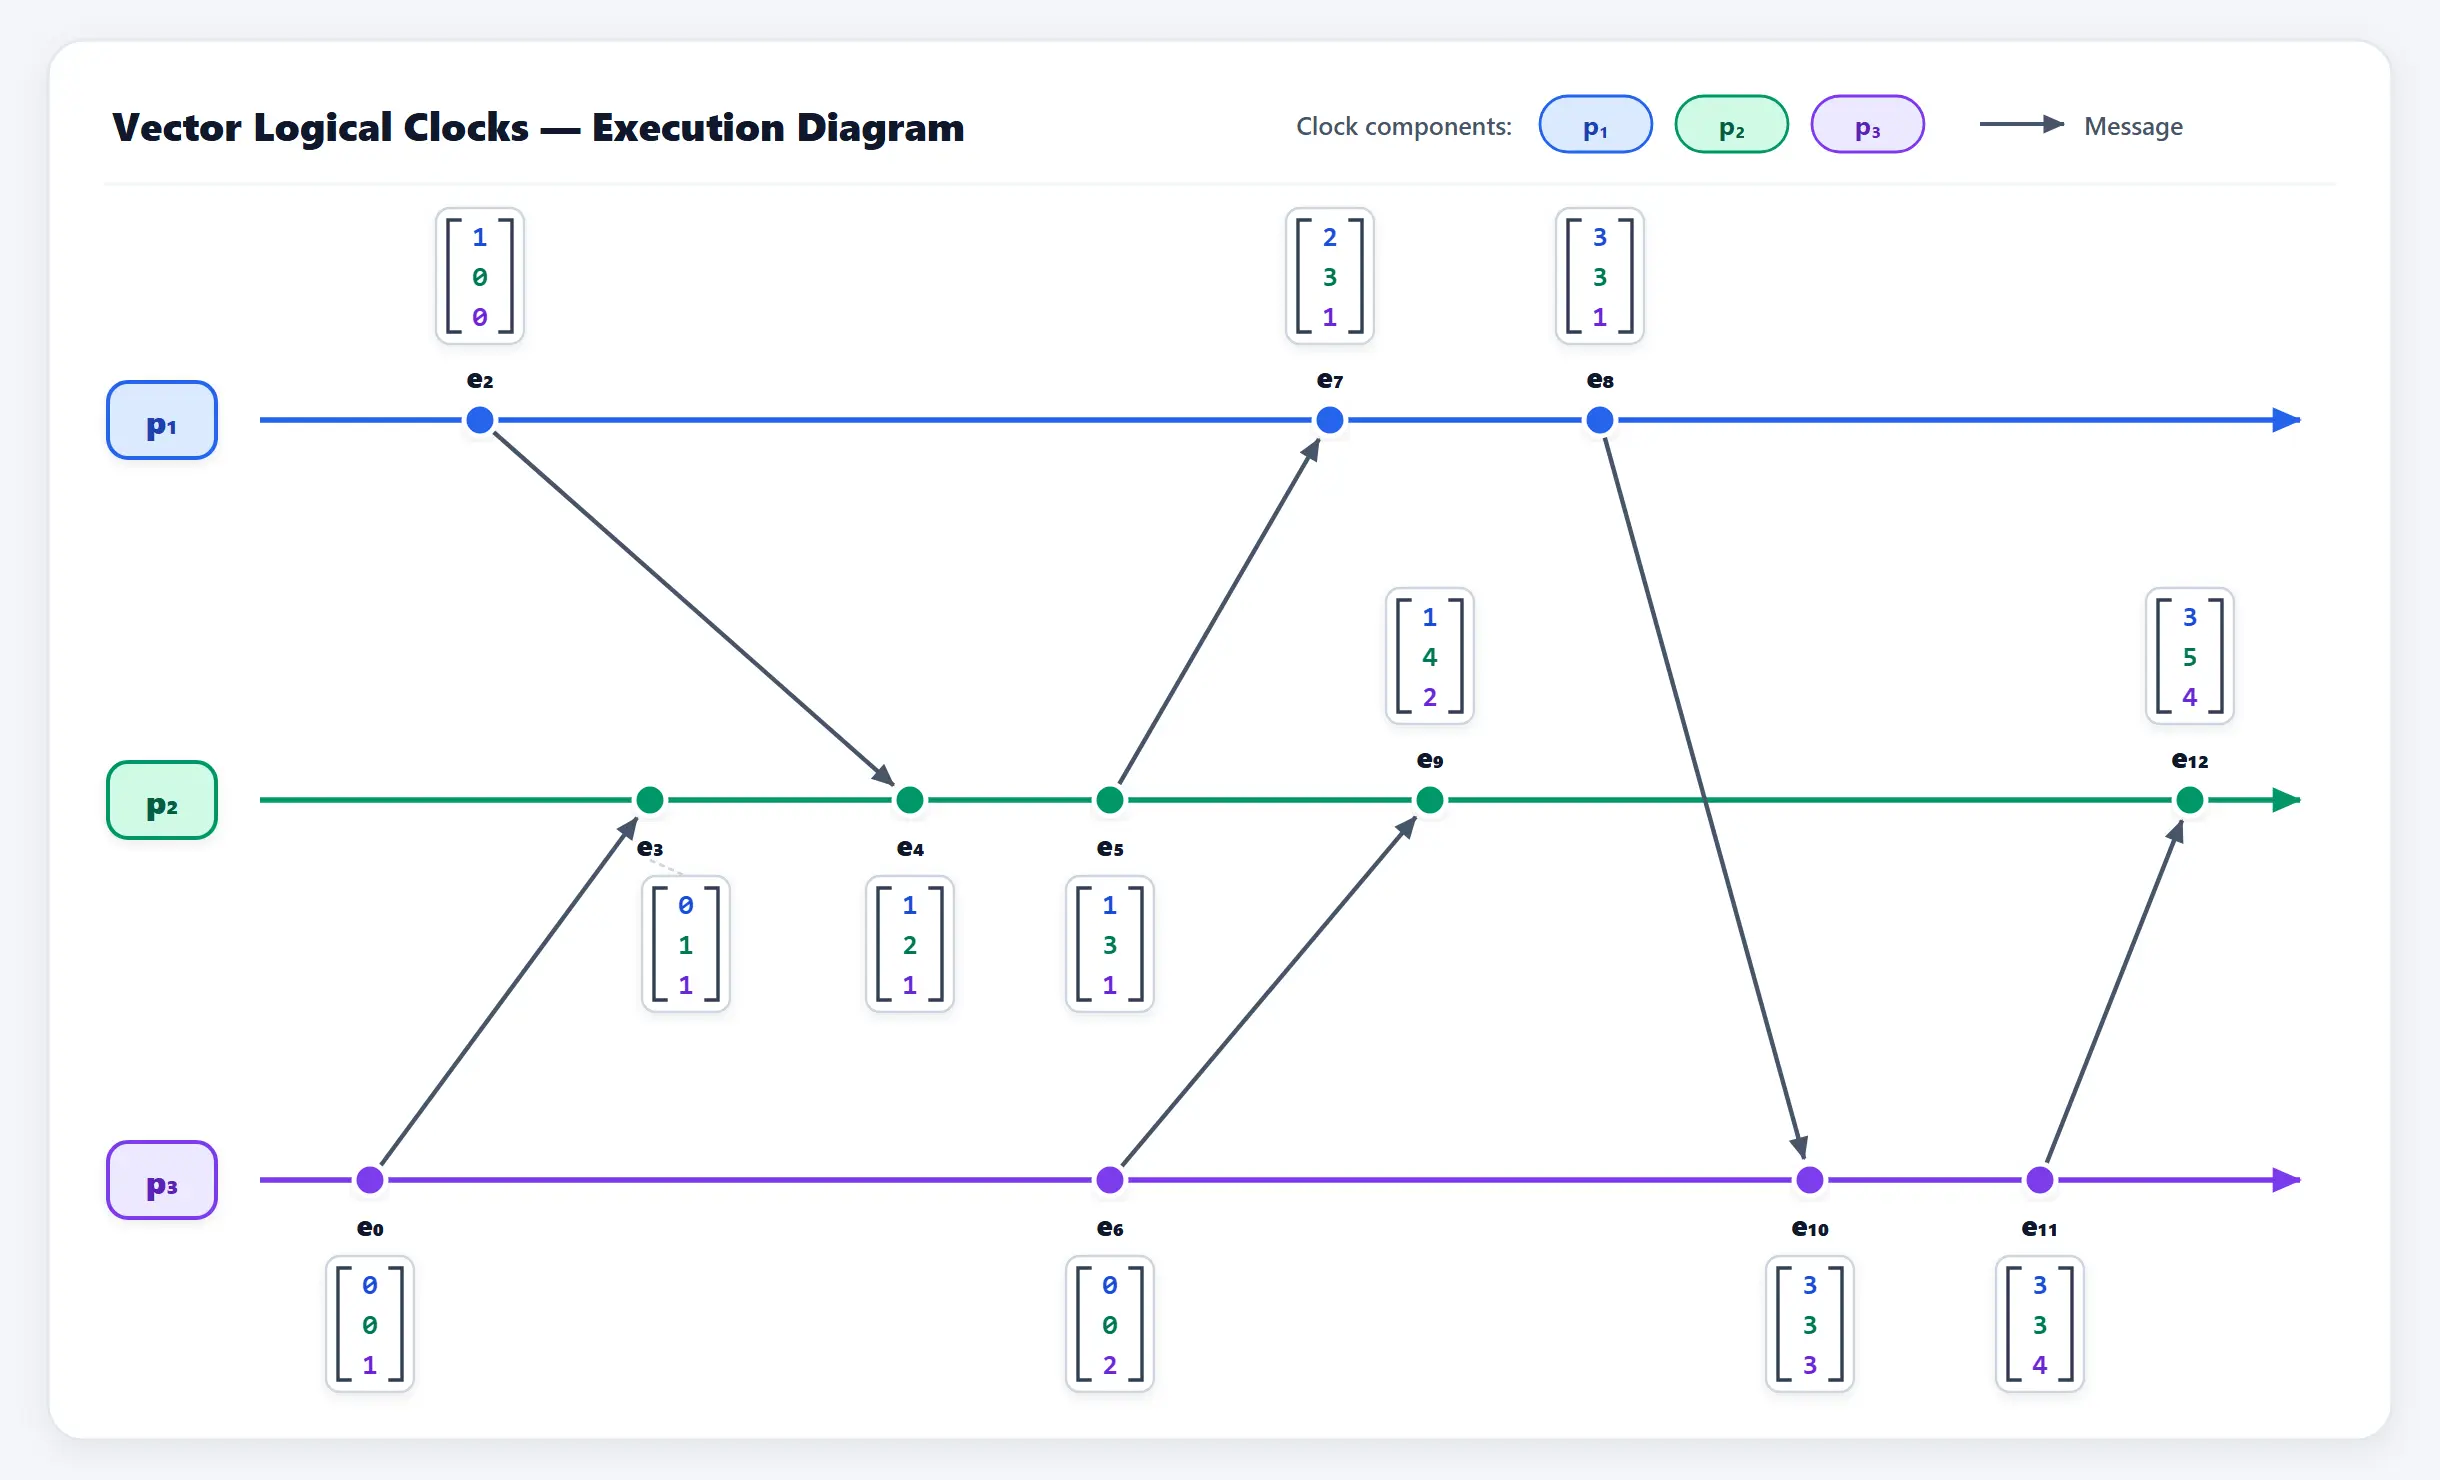 Vector Logical Clocks — Execution Diagram
Clock components: p₁ p₂ p₃ Message
1
0
0
2
3
1
3
3
1
e₂
e₇
e₈
p₁
1
4
2
3
5
4
e₉
e₁₂
p₂
e₃
e₄
e₅
0
1
1
1
2
1
1
3
1
p₃
e₀
e₆
e₁₀
e₁₁
0
0
1
0
0
2
3
3
3
3
3
4